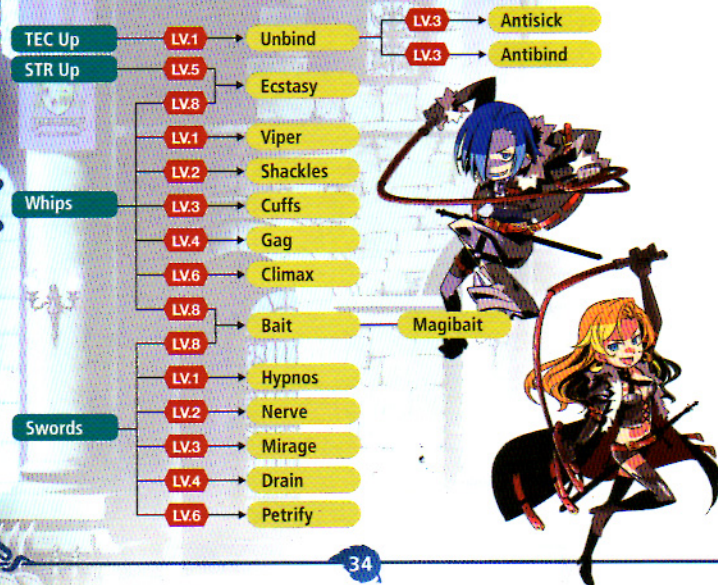 TEC Up LV.1 Unbind LV.3 Antisick
STR Up LV.5 LV.3 Antibind
Ecstasy
LV.8
LV.1 Viper
LV.2 Shackles
Whips LV.3 Cuffs
LV.4 Gag
LV.6 Climax
LV.8
Bait Magibait
LV.8
LV.1 Hypnos
Swords LV.2 Nerve
LV.3 Mirage
LV.4 Drain
LV.6 Petrify
34